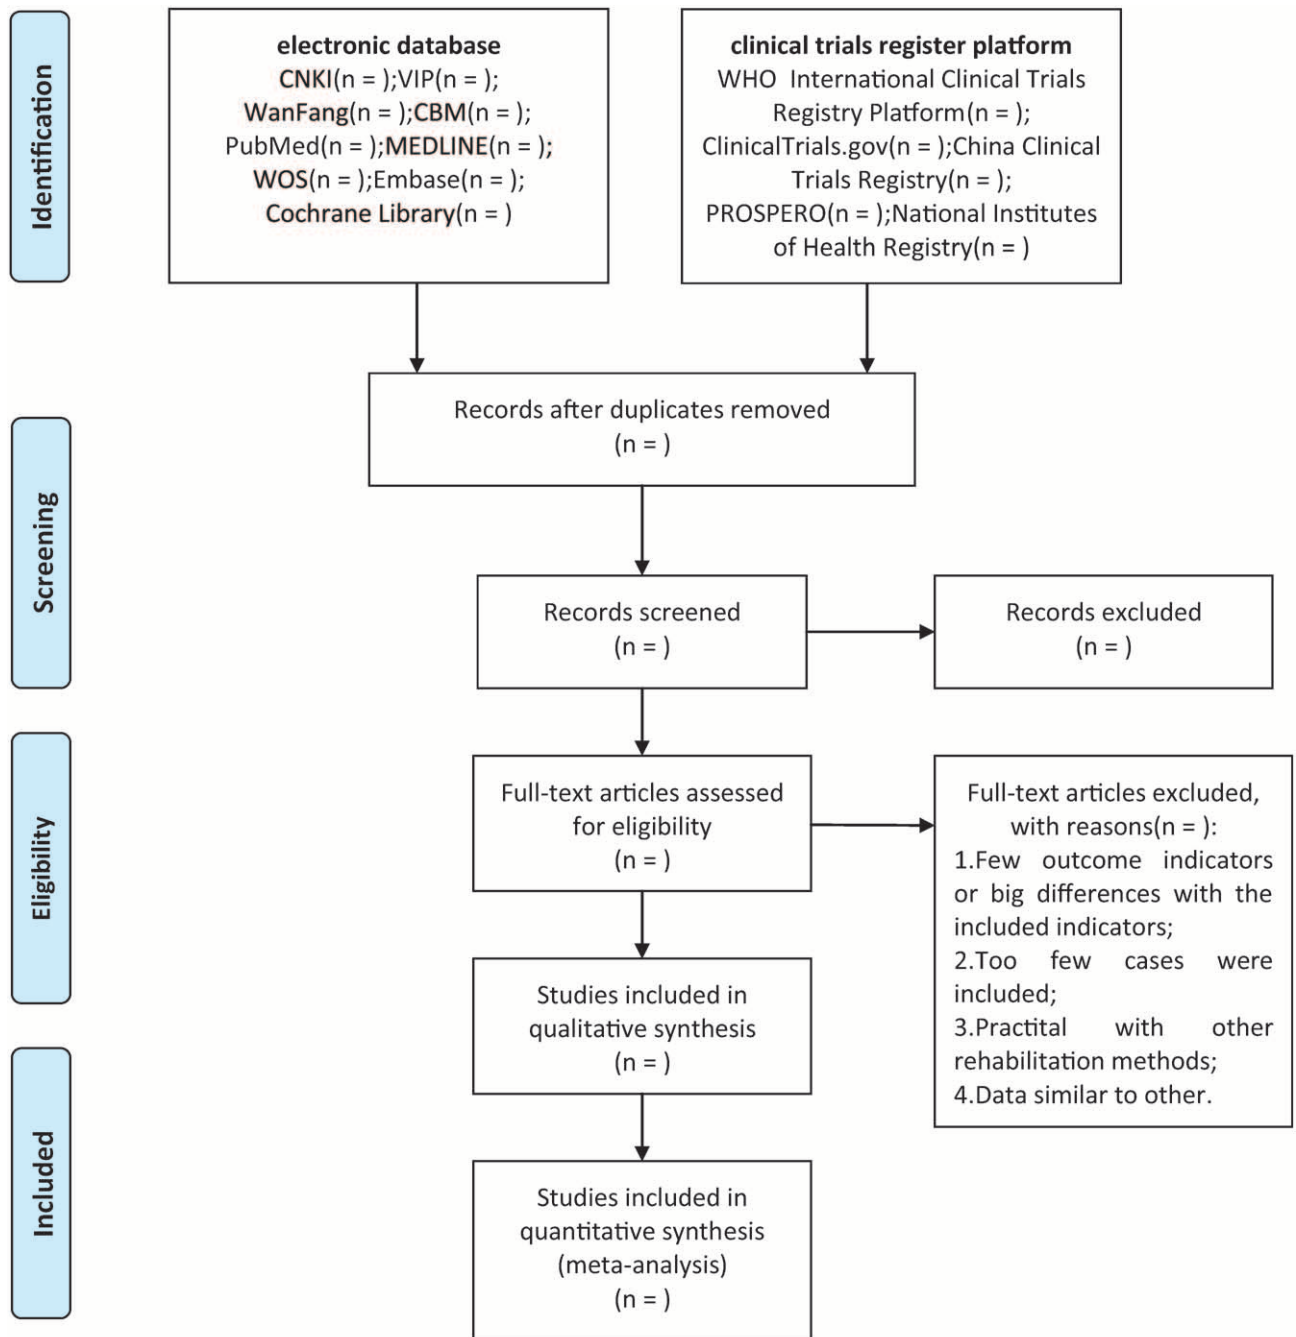 Identification
electronic database
CNKI(n = );VIP(n = );
WanFang(n = );CBM(n = );
PubMed(n = );MEDLINE(n = );
WOS(n = );Embase(n = );
Cochrane Library(n = )
clinical trials register platform
WHO International Clinical Trials
Registry Platform(n = );
ClinicalTrials.gov(n = );China Clinical
Trials Registry(n = );
PROSPERO(n = );National Institutes
of Health Registry(n = )
Screening
Records after duplicates removed
(n = )
Records screened
(n = )
Records excluded
(n = )
Eligibility
Full-text articles assessed
for eligibility
(n = )
Full-text articles excluded,
with reasons(n = ):
1.Few outcome indicators
or big differences with the
included indicators;
2.Too few cases were
included;
3.Practital with other
rehabilitation methods;
4.Data similar to other.
Studies included in
qualitative synthesis
(n = )
Included
Studies included in
quantitative synthesis
(meta-analysis)
(n = )